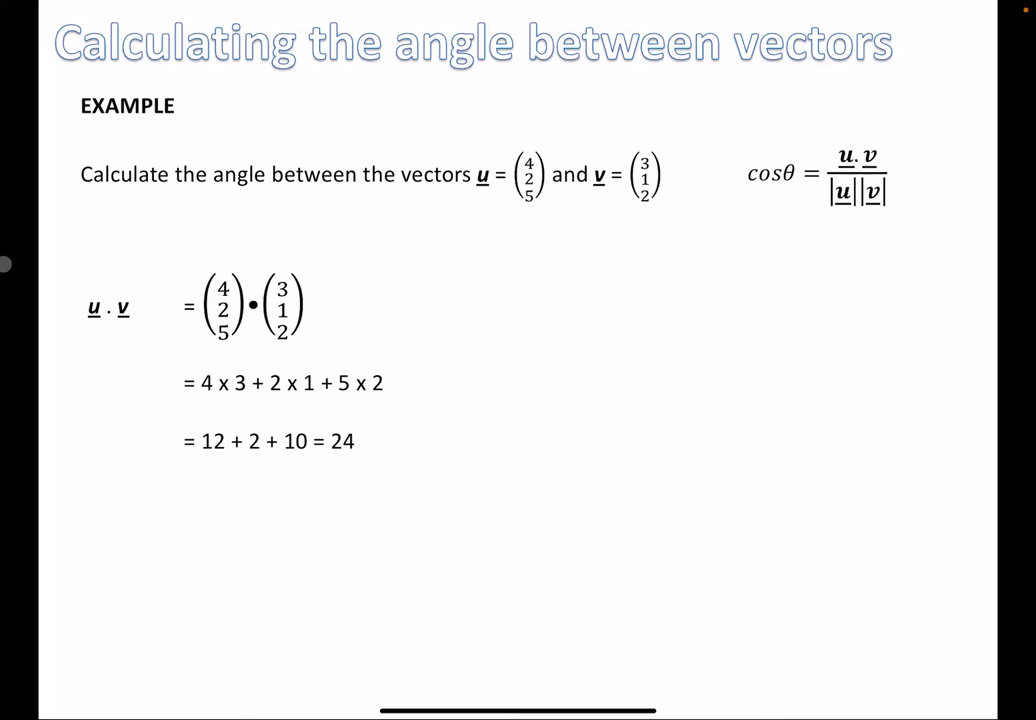 Calculating the angle between vectors
EXAMPLE
Calculate the angle between the vectors u = (4 2 5) and v = (3 1 2)
cosθ = u.v / |u||v|
u . v = (4 2 5) • (3 1 2)
= 4 x 3 + 2 x 1 + 5 x 2
= 12 + 2 + 10 = 24